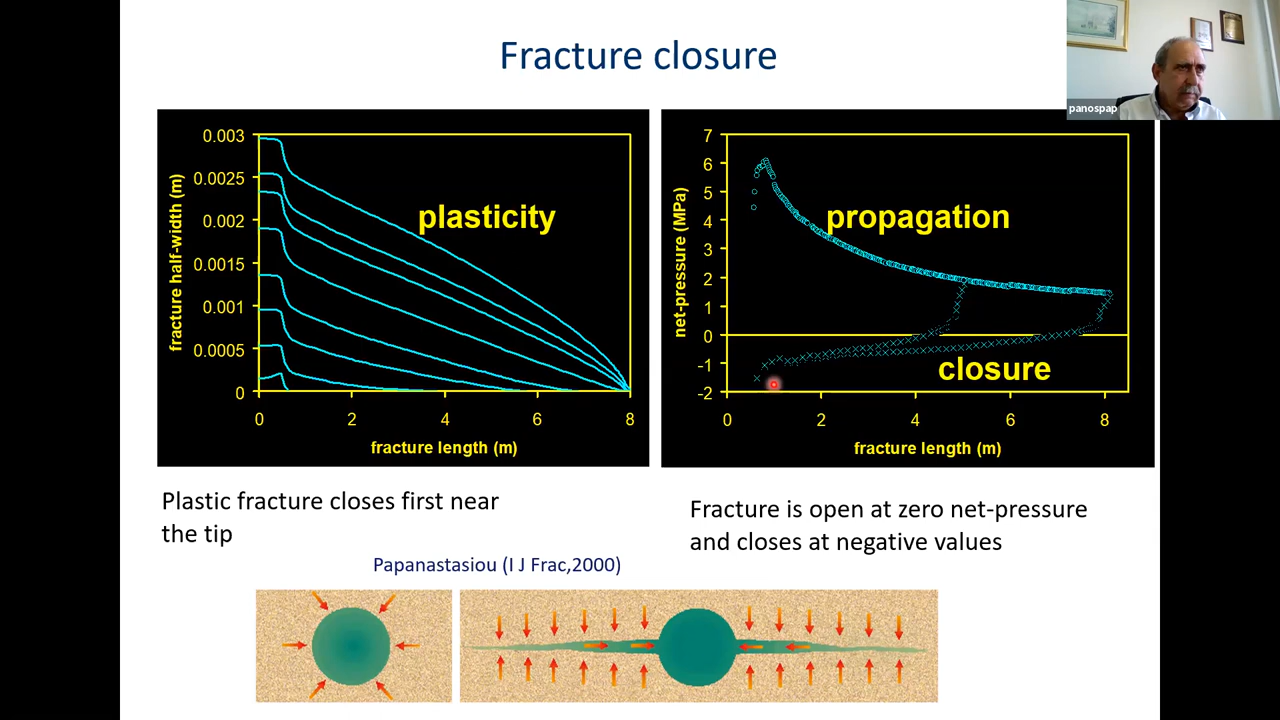 Fracture closure
panospap
0.003
0.0025
0.002
0.0015
0.001
0.0005
0
fracture half-width (m)
plasticity
0 2 4 6 8
fracture length (m)
7
6
5
4
3
2
1
0
-1
-2
net-pressure (MPa)
propagation
closure
0 2 4 6 8
fracture length (m)
Plastic fracture closes first near
the tip
Fracture is open at zero net-pressure
and closes at negative values
Papanastasiou (I J Frac,2000)